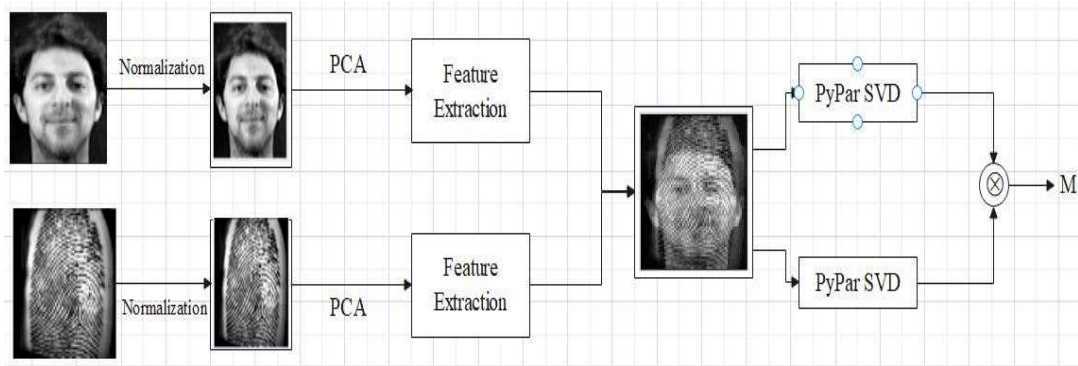 Normalization
PCA
Feature
Extraction
PyPar SVD
M
Normalization
PCA
Feature
Extraction
PyPar SVD